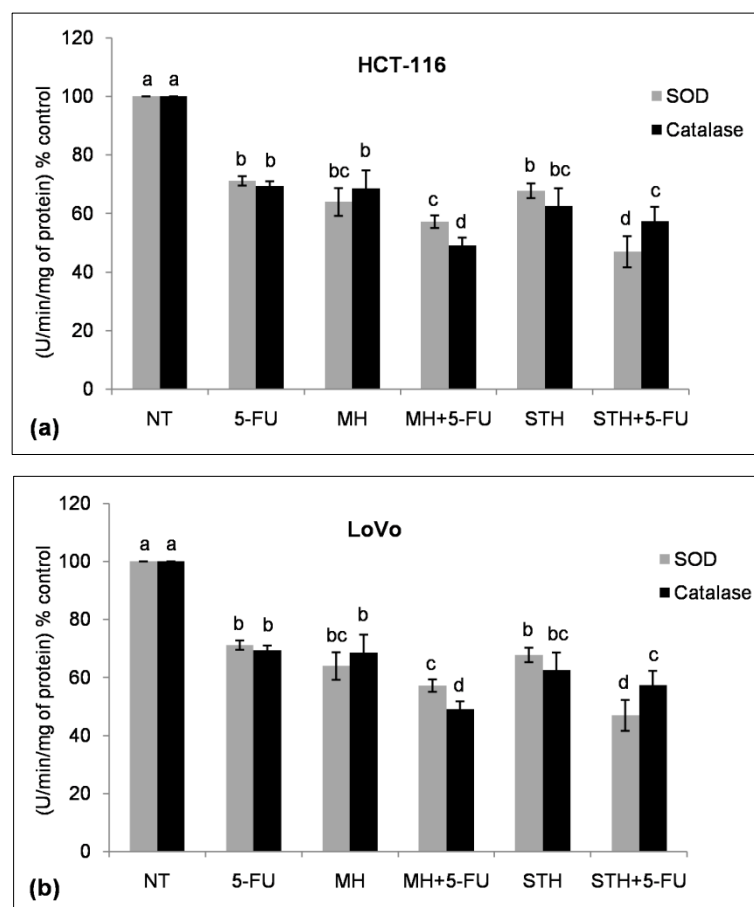 120
HCT-116
(U/min/mg of protein) % control
a a
SOD
100
Catalase
80
b b bc b b bc
60
c d d c
40
20
0
NT 5-FU MH MH+5-FU STH STH+5-FU
(a)
120
LoVo
(U/min/mg of protein) % control
a a
SOD
100
Catalase
80
b b bc b b bc
60
c d d c
40
20
0
NT 5-FU MH MH+5-FU STH STH+5-FU
(b)